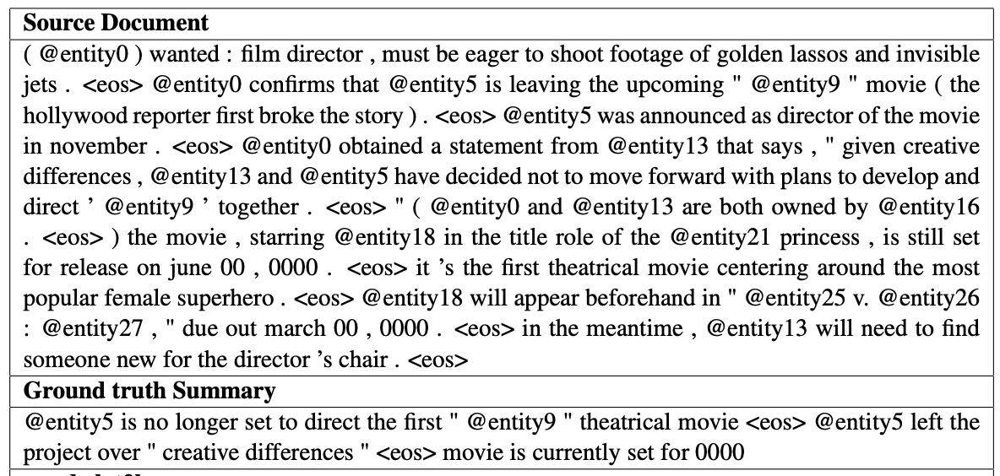 Source Document
( @entity0 ) wanted : film director , must be eager to shoot footage of golden lassos and invisible
jets . <eos> @entity0 confirms that @entity5 is leaving the upcoming " @entity9 " movie ( the
hollywood reporter first broke the story ) . <eos> @entity5 was announced as director of the movie
in november . <eos> @entity0 obtained a statement from @entity13 that says , " given creative
differences , @entity13 and @entity5 have decided not to move forward with plans to develop and
direct ’ @entity9 ’ together . <eos> " ( @entity0 and @entity13 are both owned by @entity16
. <eos> ) the movie , starring @entity18 in the title role of the @entity21 princess , is still set
for release on june 00 , 0000 . <eos> it ’s the first theatrical movie centering around the most
popular female superhero . <eos> @entity18 will appear beforehand in " @entity25 v. @entity26
: @entity27 , " due out march 00 , 0000 . <eos> in the meantime , @entity13 will need to find
someone new for the director ’s chair . <eos>
Ground truth Summary
@entity5 is no longer set to direct the first " @entity9 " theatrical movie <eos> @entity5 left the
project over " creative differences " <eos> movie is currently set for 0000